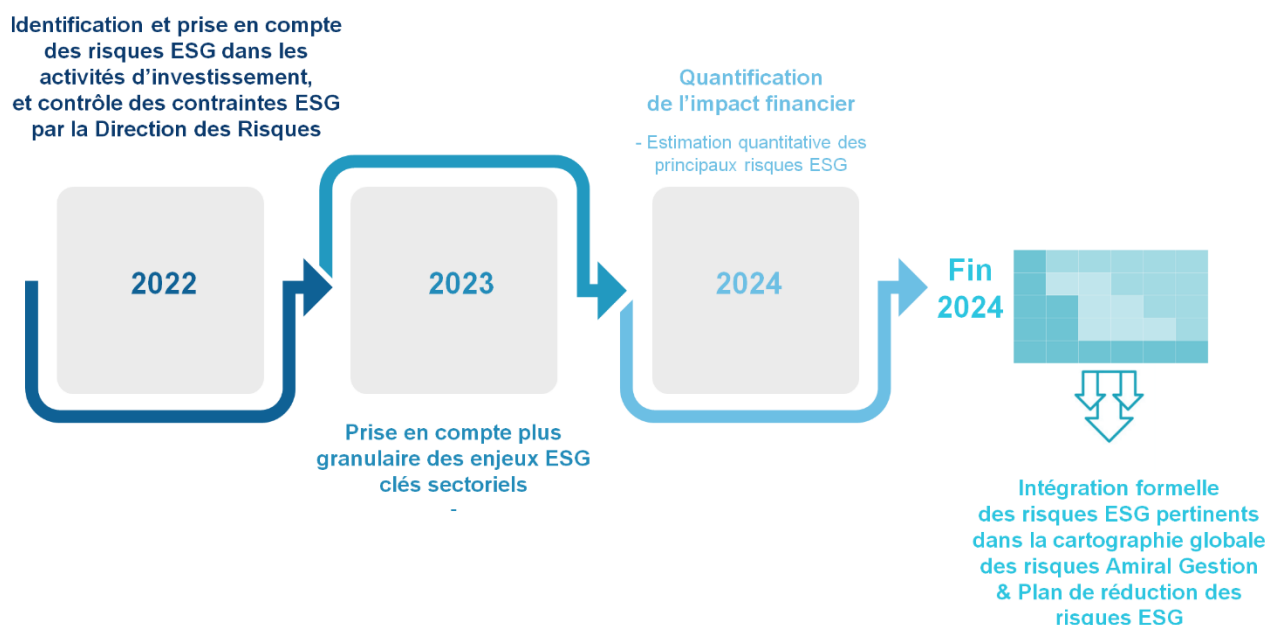 Identification et prise en compte
des risques ESG dans les
activités d'investissement,
et contrôle des contraintes ESG
par la Direction des Risques
2022
2023
Prise en compte plus
granulaire des enjeux ESG
clés sectoriels
-
Quantification
de l'impact financier
- Estimation quantitative des
principaux risques ESG
2024
Fin
2024
Intégration formelle
des risques ESG pertinents
dans la cartographie globale
des risques Amiral Gestion
& Plan de réduction des
risques ESG